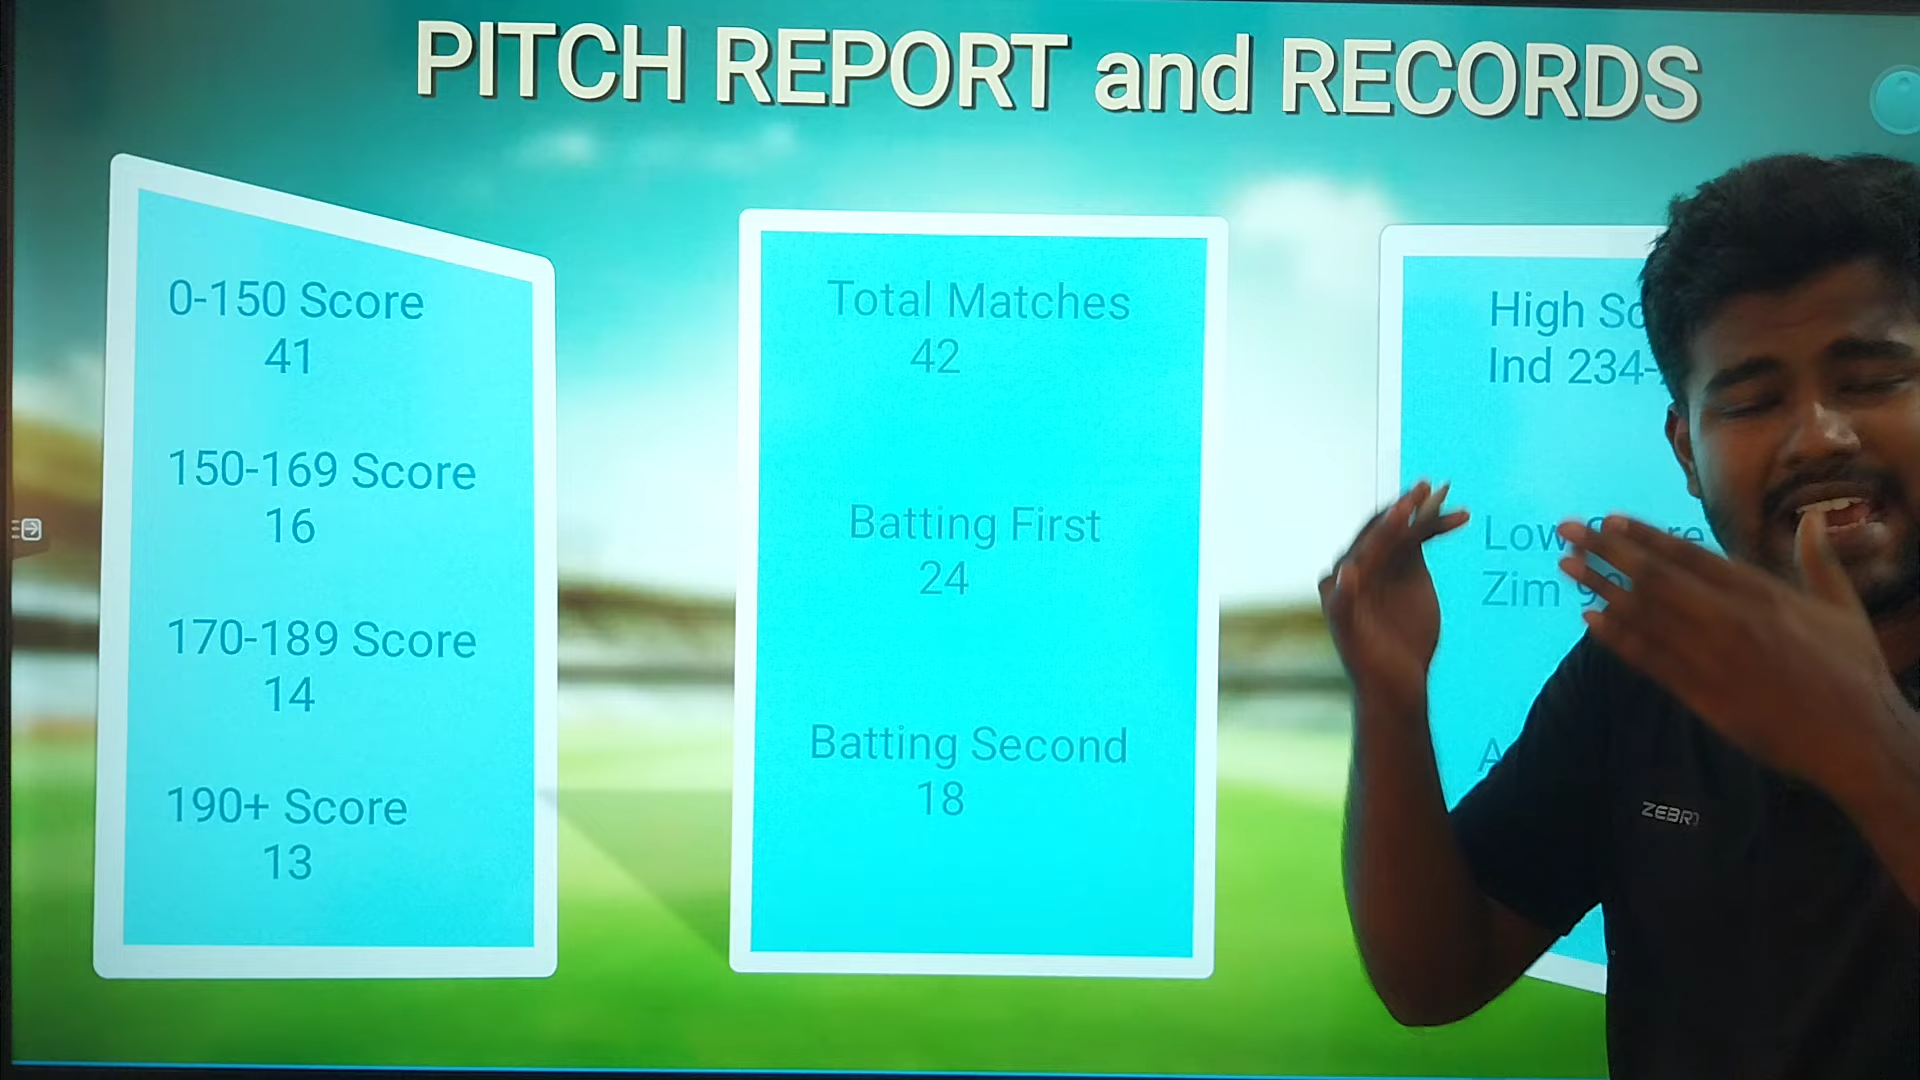 PITCH REPORT and RECORDS
0-150 Score
41
150-169 Score
16
170-189 Score
14
190+ Score
13
Total Matches
42
Batting First
24
Batting Second
18
High
Ind 234-
Low
Zim
ZEBR